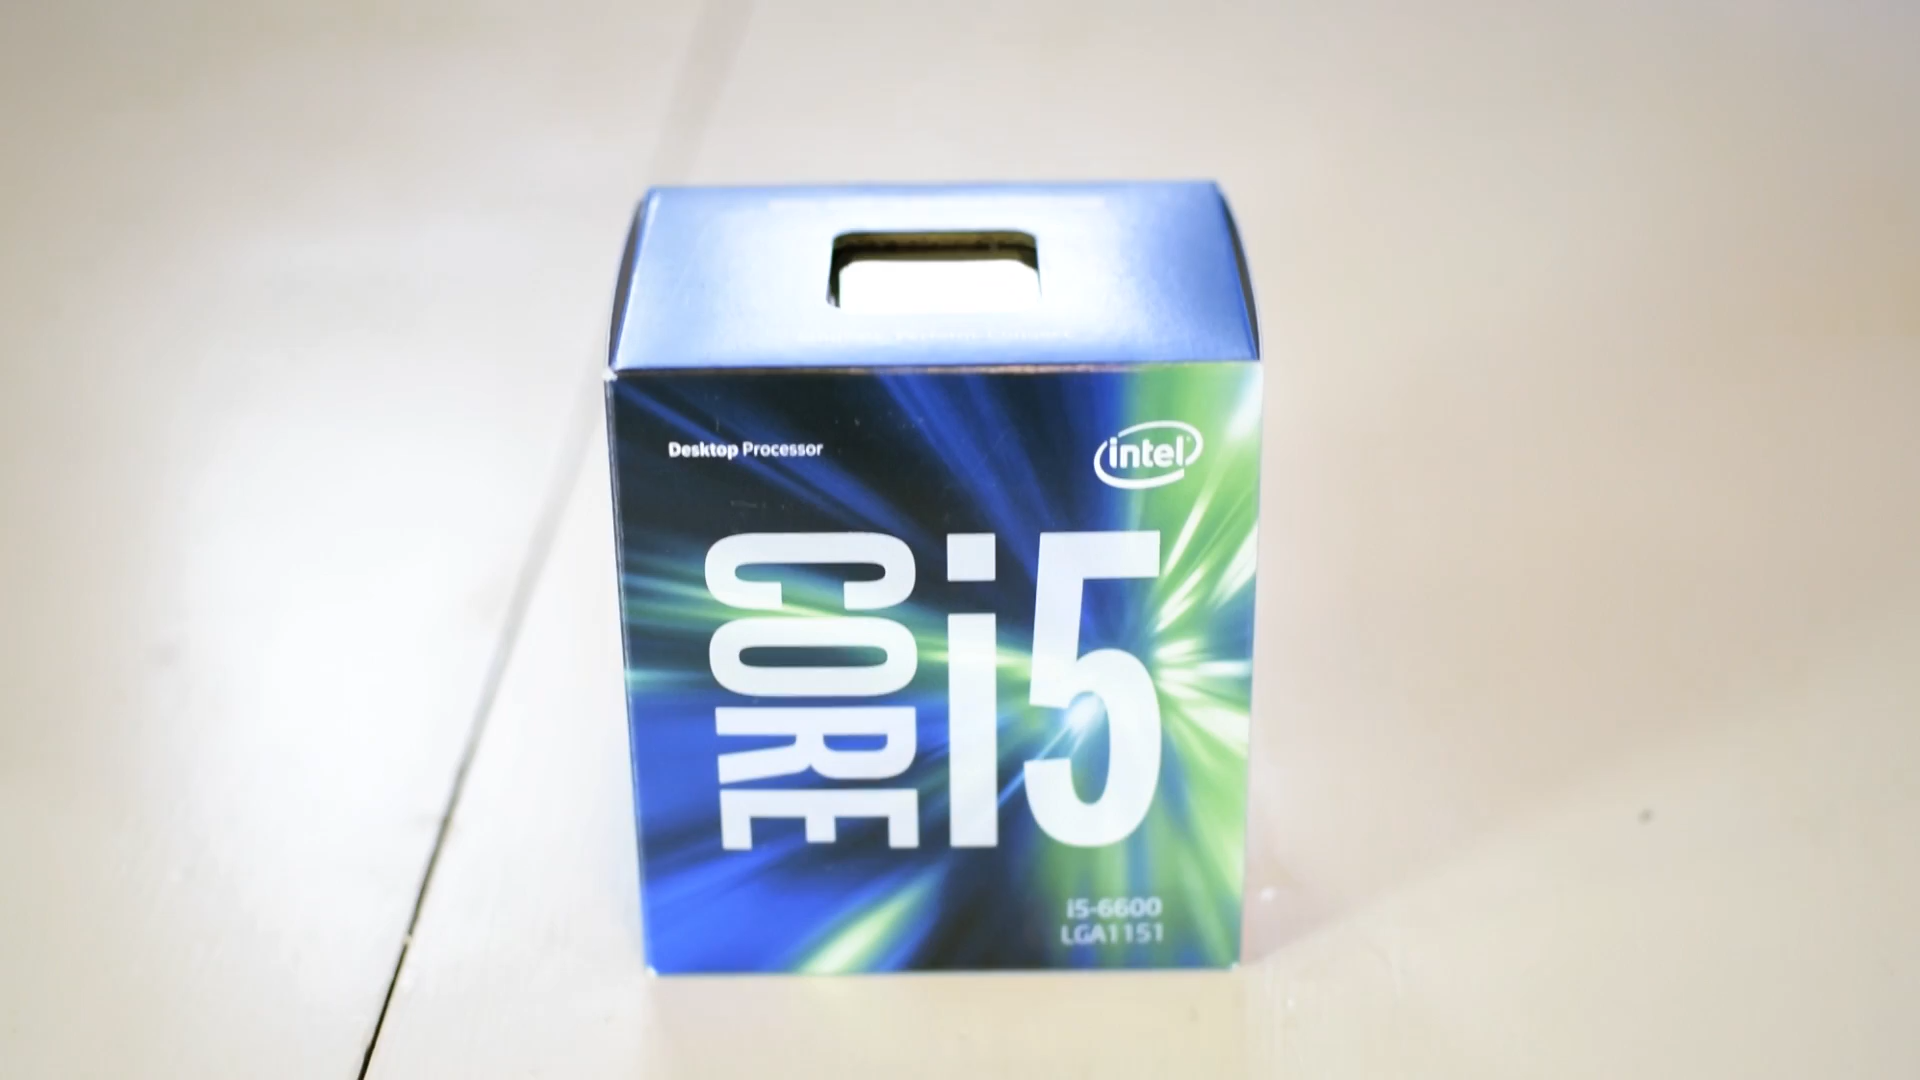 Desktop Processor
intel
CORE i5
i5-6600
LGA1151